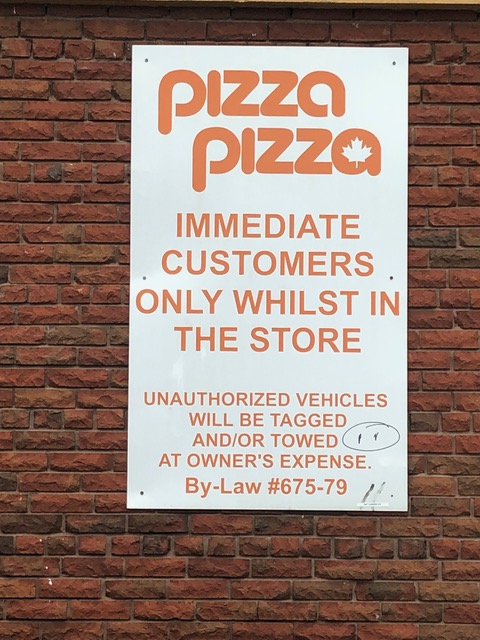 pizza
pizza
IMMEDIATE
CUSTOMERS
ONLY WHILST IN
THE STORE
UNAUTHORIZED VEHICLES
WILL BE TAGGED
AND/OR TOWED
AT OWNER'S EXPENSE.
By-Law #675-79